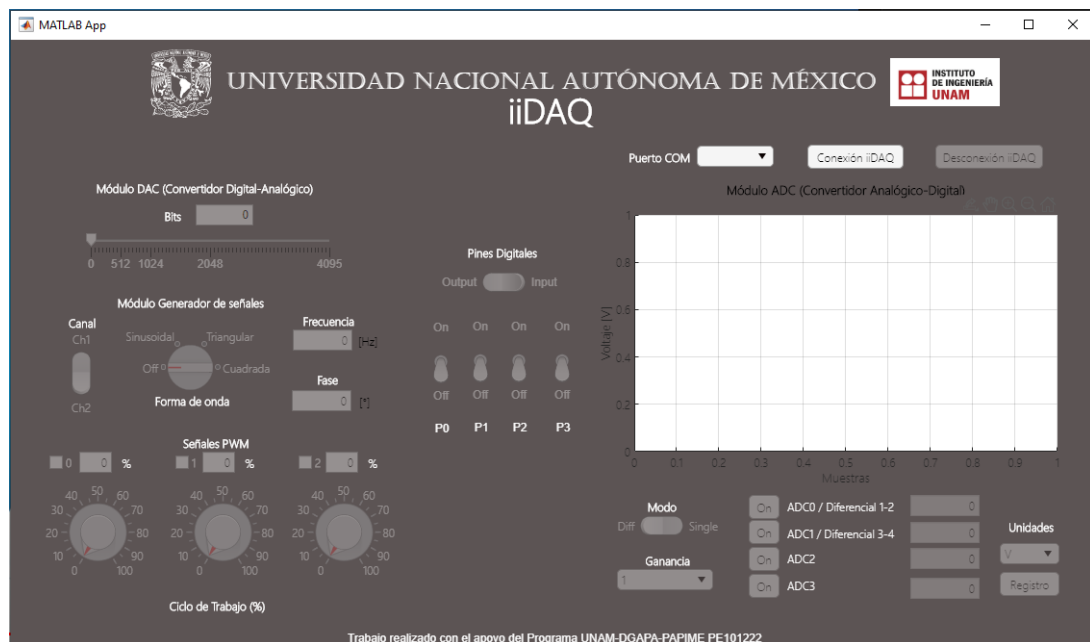 MATLAB App
UNIVERSIDAD NACIONAL AUTÓNOMA DE MÉXICO
iiDAQ
INSTITUTO
DE INGENIERÍA
UNAM
Puerto COM
Conexión iiDAQ
Desconexión iiDAQ
Módulo DAC (Convertidor Digital-Analógico)
Bits 0
0 512 1024 2048 4095
Módulo Generador de señales
Canal
Ch1
Ch2
Sinusoidal Triangular
Off Cuadrada
Forma de onda
Frecuencia
0 [Hz]
Fase
0 [°]
Señales PWM
0 0 %
1 0 %
2 0 %
0 10 20 30 40 50 60 70 80 90 100
0 10 20 30 40 50 60 70 80 90 100
0 10 20 30 40 50 60 70 80 90 100
Ciclo de Trabajo (%)
Pines Digitales
Output Input
On On On On
Off Off Off Off
P0 P1 P2 P3
Módulo ADC (Convertidor Analógico-Digital)
Voltaje [V]
1
0.8
0.6
0.4
0.2
0
0 0.1 0.2 0.3 0.4 0.5 0.6 0.7 0.8 0.9 1
Muestras
Modo
Diff Single
Ganancia
1
On ADC0 / Diferencial 1-2 0
On ADC1 / Diferencial 3-4 0
On ADC2 0
On ADC3 0
Unidades
V
Registro
Trabajo realizado con el apoyo del Programa UNAM-DGAPA-PAPIME PE101222